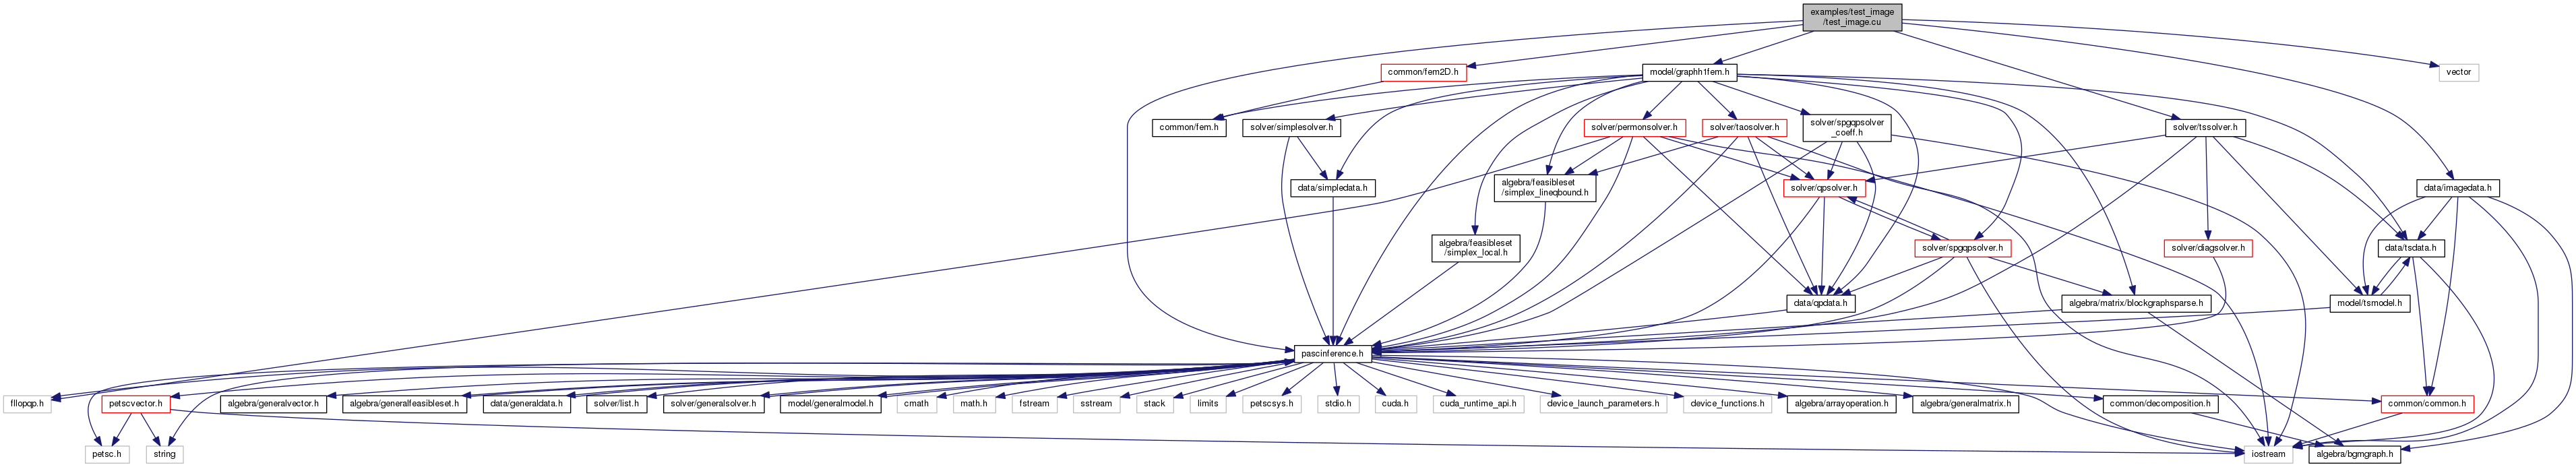 examples/test_image
/test_image.cu
common/fem2D.h
model/graphh1fem.h
vector
common/fem.h
solver/simplesolver.h
solver/permonsolver.h
solver/taosolver.h
solver/spgqpsolver
_coeff.h
solver/tssolver.h
data/simpledata.h
algebra/feasibleset
/simplex_lineqbound.h
solver/qpsolver.h
data/imagedata.h
algebra/feasibleset
/simplex_local.h
solver/spgqpsolver.h
solver/diagsolver.h
data/tsdata.h
data/qpdata.h
algebra/matrix/blockgraphsparse.h
model/tsmodel.h
pascinference.h
fllopqp.h
petscvector.h
algebra/generalvector.h
algebra/generalfeasibleset.h
data/generaldata.h
solver/list.h
solver/generalsolver.h
model/generalmodel.h
cmath
math.h
fstream
sstream
stack
limits
petscsys.h
stdio.h
cuda.h
cuda_runtime_api.h
device_launch_parameters.h
device_functions.h
algebra/arrayoperation.h
algebra/generalmatrix.h
common/decomposition.h
common/common.h
petsc.h
string
iostream
algebra/bgmgraph.h